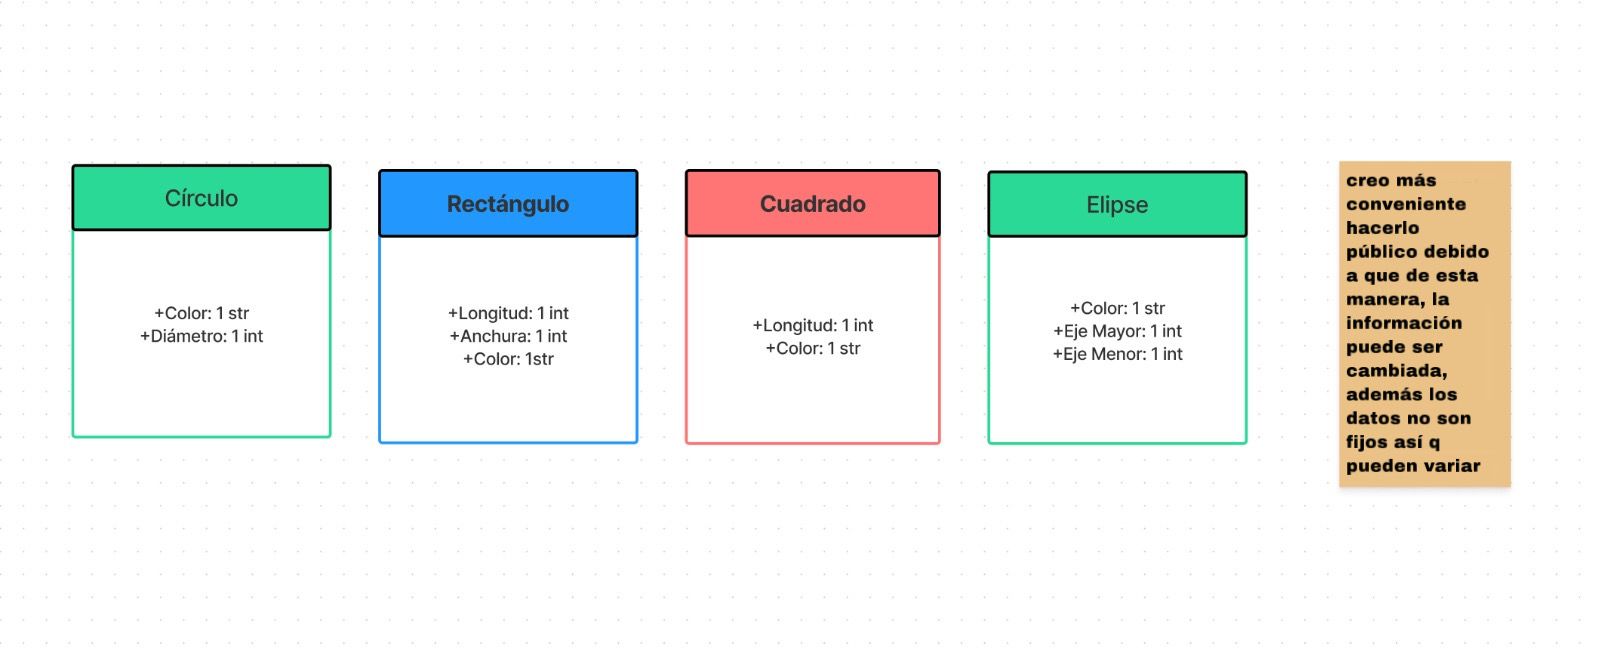 Círculo
+Color: 1 str
+Diámetro: 1 int
Rectángulo
+Longitud: 1 int
+Anchura: 1 int
+Color: 1str
Cuadrado
+Longitud: 1 int
+Color: 1 str
Elipse
+Color: 1 str
+Eje Mayor: 1 int
+Eje Menor: 1 int
creo más
conveniente
hacerlo
público debido
a que de esta
manera, la
información
puede ser
cambiada,
además los
datos no son
fijos así q
pueden variar